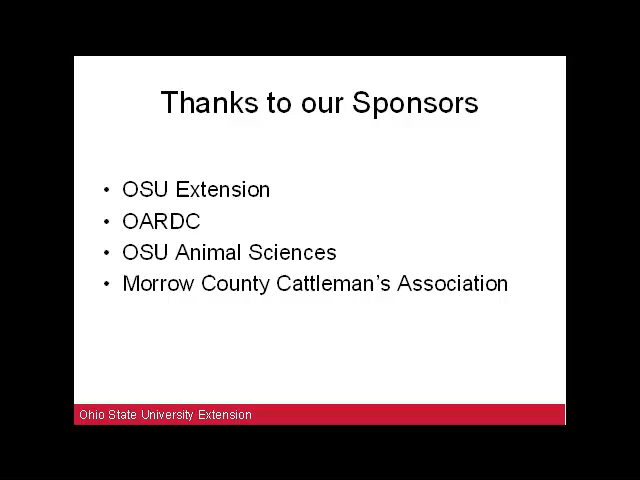 Thanks to our Sponsors
• OSU Extension
• OARDC
• OSU Animal Sciences
• Morrow County Cattleman's Association
Ohio State University Extension